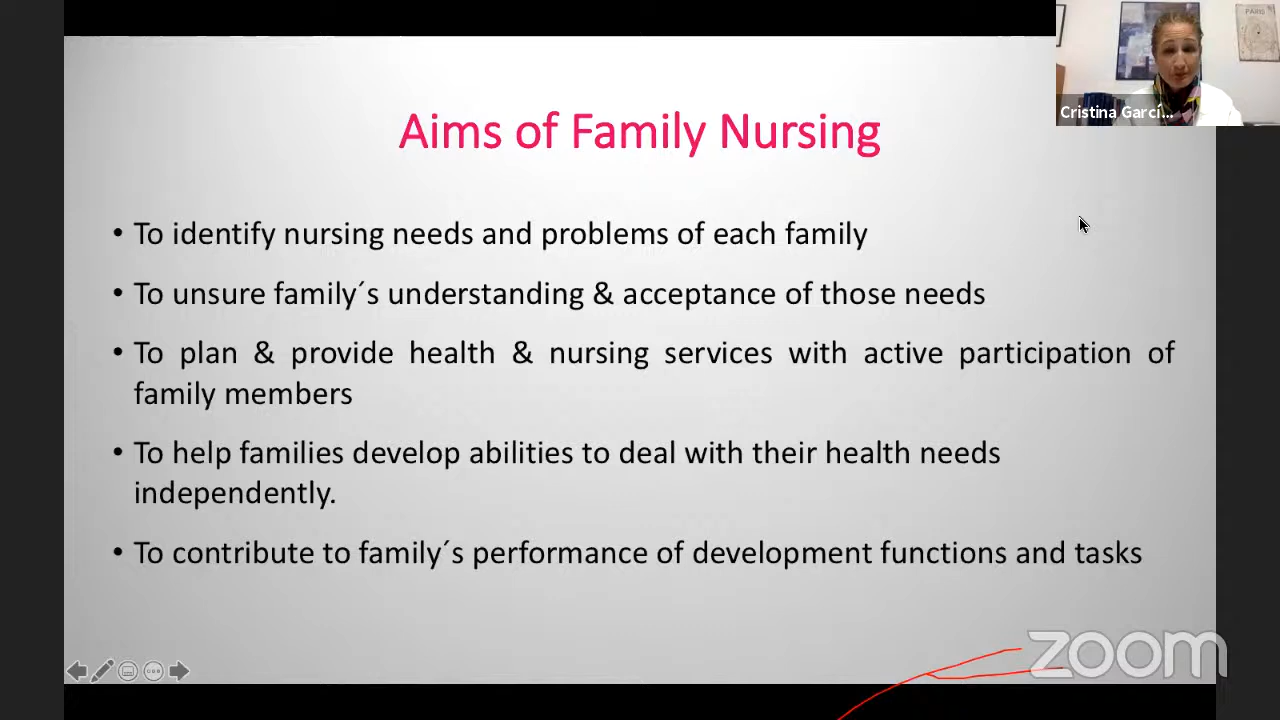 PARIS
Cristina Garcí...
Aims of Family Nursing
• To identify nursing needs and problems of each family
• To unsure family´s understanding & acceptance of those needs
• To plan & provide health & nursing services with active participation of
family members
• To help families develop abilities to deal with their health needs
independently.
• To contribute to family´s performance of development functions and tasks
zoom